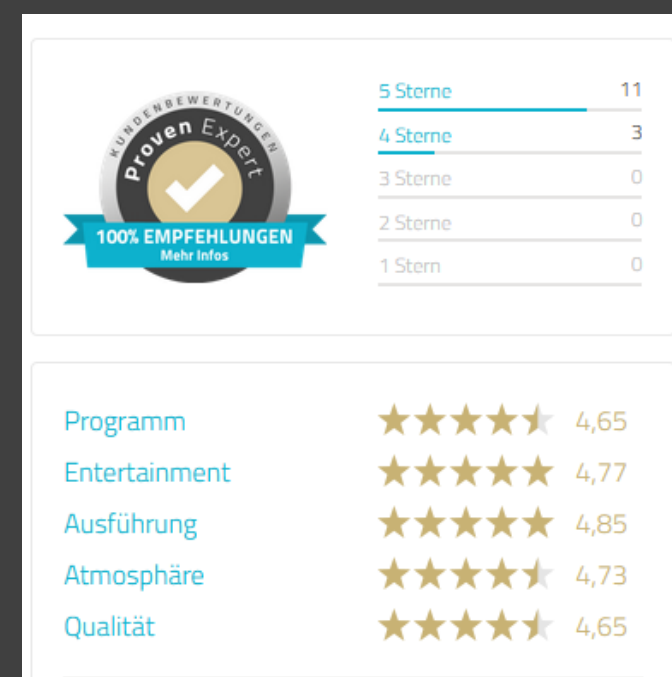 KUNDENBEWERTUNGEN
Proven Expert
100% EMPFEHLUNGEN
Mehr Infos
5 Sterne 11
4 Sterne 3
3 Sterne 0
2 Sterne 0
1 Stern 0
Programm 4,65
Entertainment 4,77
Ausführung 4,85
Atmosphäre 4,73
Qualität 4,65